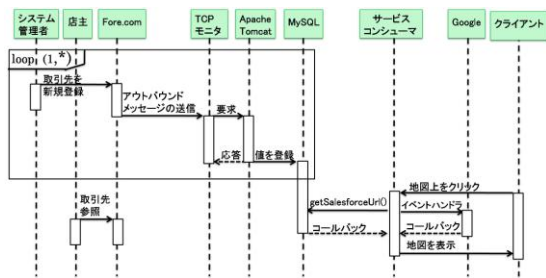 システム
管理者
店主
Fore.com
TCP
モニタ
Apache
Tomcat
MySQL
サービス
コンシューマ
Google
クライアント
loop (1,*)
取引先を
新規登録
アウトバウンド
メッセージの送信
要求
応答
値を登録
地図上をクリック
getSalesforceUrl()
イベントハンドラ
取引先
参照
コールバック
コールバック
地図を表示